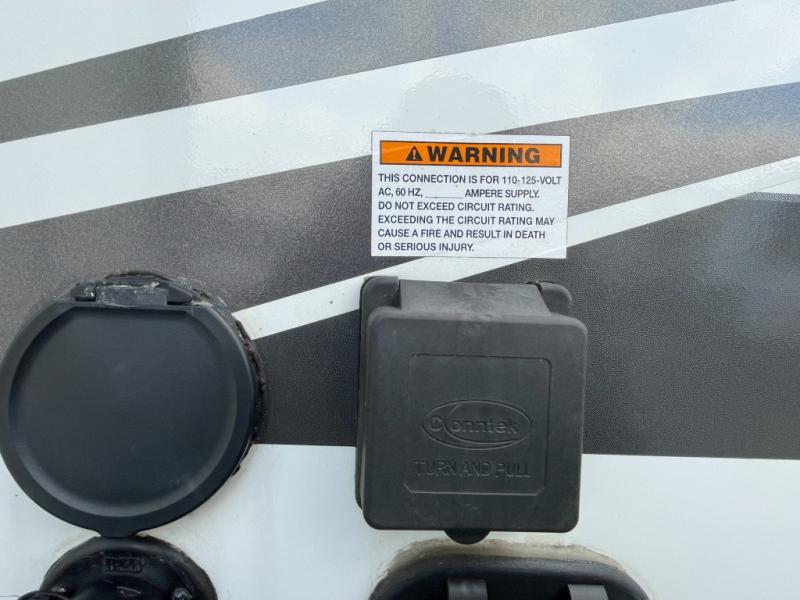 WARNING
THIS CONNECTION IS FOR 110-125-VOLT
AC, 60 HZ, ________ AMPERE SUPPLY.
DO NOT EXCEED CIRCUIT RATING.
EXCEEDING THE CIRCUIT RATING MAY
CAUSE A FIRE AND RESULT IN DEATH
OR SERIOUS INJURY.
Conntek
TURN AND PULL